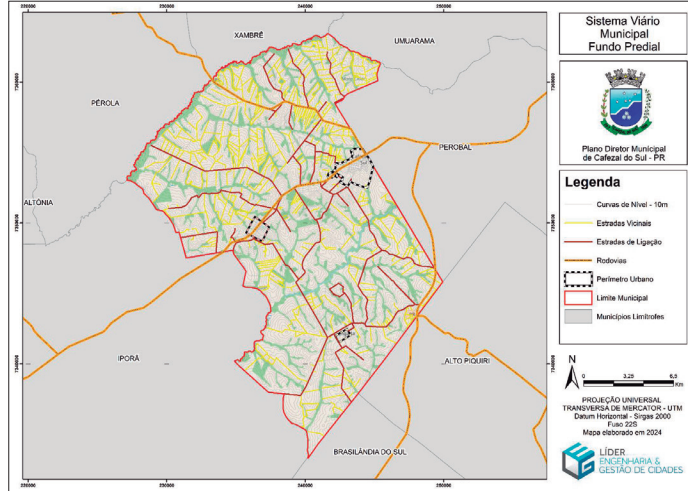 XAMBRÊ
UMUARAMA
PÉROLA
PEROBAL
ALTÔNIA
IPORÃ
ALTO PIQUIRI
BRASILÂNDIA DO SUL
Sistema Viário
Municipal
Fundo Predial
Plano Diretor Municipal
de Cafezal do Sul - PR
Legenda
Curvas de Nível - 10m
Estradas Vicinais
Estradas de Ligação
Rodovias
Perímetro Urbano
Limite Municipal
Municípios Limítrofes
N
0 3.25 6.5
Km
PROJEÇÃO UNIVERSAL
TRANSVERSA DE MERCATOR - UTM
Datum Horizontal - Sirgas 2000
Fuso 22S
Mapa elaborado em 2024
LÍDER
ENGENHARIA &
GESTÃO DE CIDADES